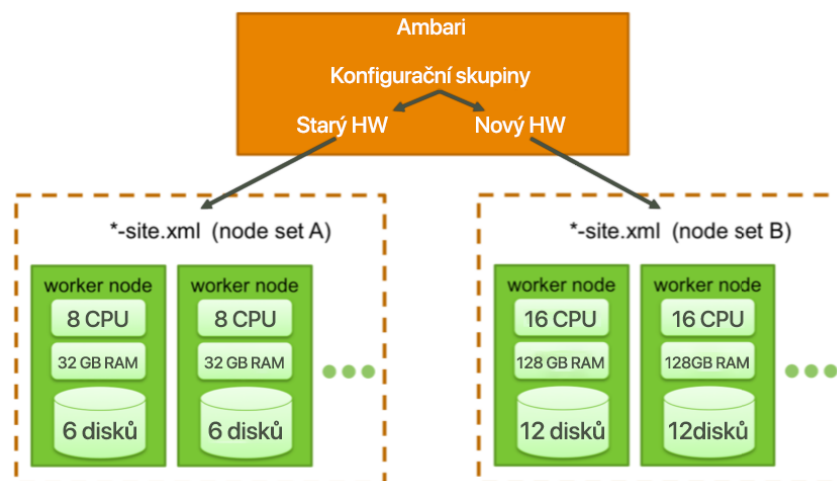 Ambari
Konfigurační skupiny
Starý HW
Nový HW
*-site.xml (node set A)
worker node
8 CPU
32 GB RAM
6 disků
worker node
8 CPU
32 GB RAM
6 disků
*-site.xml (node set B)
worker node
16 CPU
128 GB RAM
12 disků
worker node
16 CPU
128GB RAM
12disků